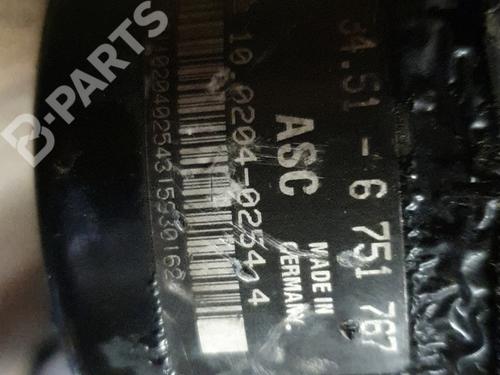 34.51 - 6 751 767
ASC
MADE IN
GERMANY.
10.0204-0254.4
B-PARTS